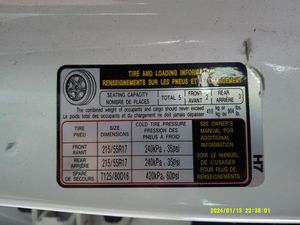 TIRE AND LOADING INFORMATION
RENSEIGNEMENTS SUR LES PNEUS ET LE CHARGEMENT
SEATING CAPACITY
NOMBRE DE PLACES
TOTAL 5
FRONT
AVANT 2
REAR
ARRIÈRE 3
The combined weight of occupants and cargo should never exceed
Le poids total des occupants et du chargement ne doit jamais dépasser
kg or
kg ou
TIRE
PNEU
SIZE
DIMENSIONS
COLD TIRE PRESSURE
PRESSION DES
PNEUS À FROID
SEE OWNER'S
MANUAL FOR
ADDITIONAL
INFORMATION
FRONT
AVANT
215/55R17
240kPa , 35psi
REAR
ARRIÈRE
215/55R17
240kPa , 35psi
SPARE
DE SECOURS
T125/80D16
420kPa, 60psi
VOIR LE MANUEL
DE L'USAGER
POUR PLUS DE
RENSEIGNEMENTS
H7
2024/01/13 22:38:01